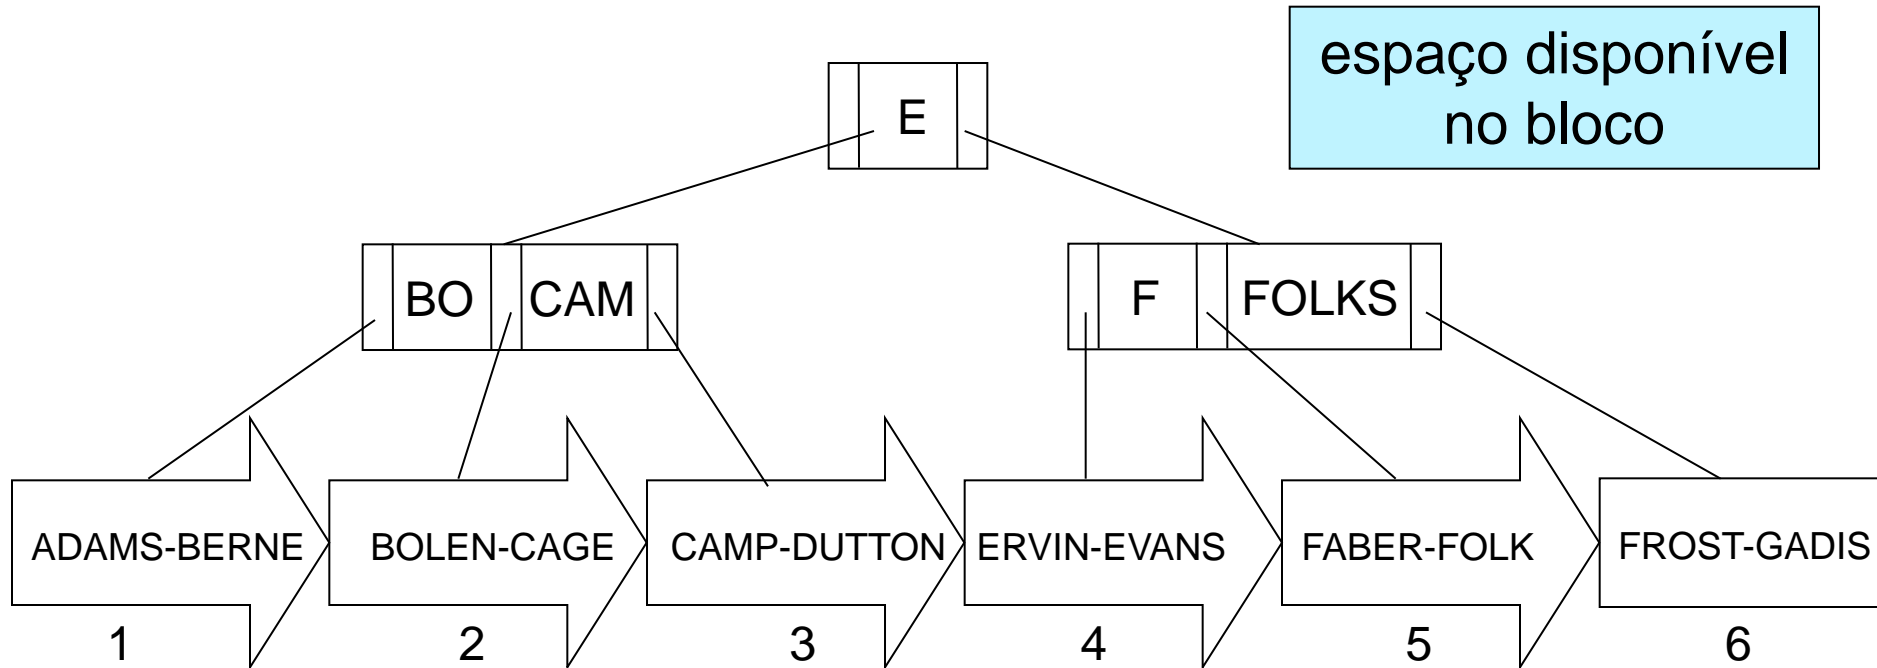 espaço disponível
no bloco
E
BO CAM
F FOLKS
ADAMS-BERNE BOLEN-CAGE CAMP-DUTTON ERVIN-EVANS FABER-FOLK FROST-GADIS
1 2 3 4 5 6